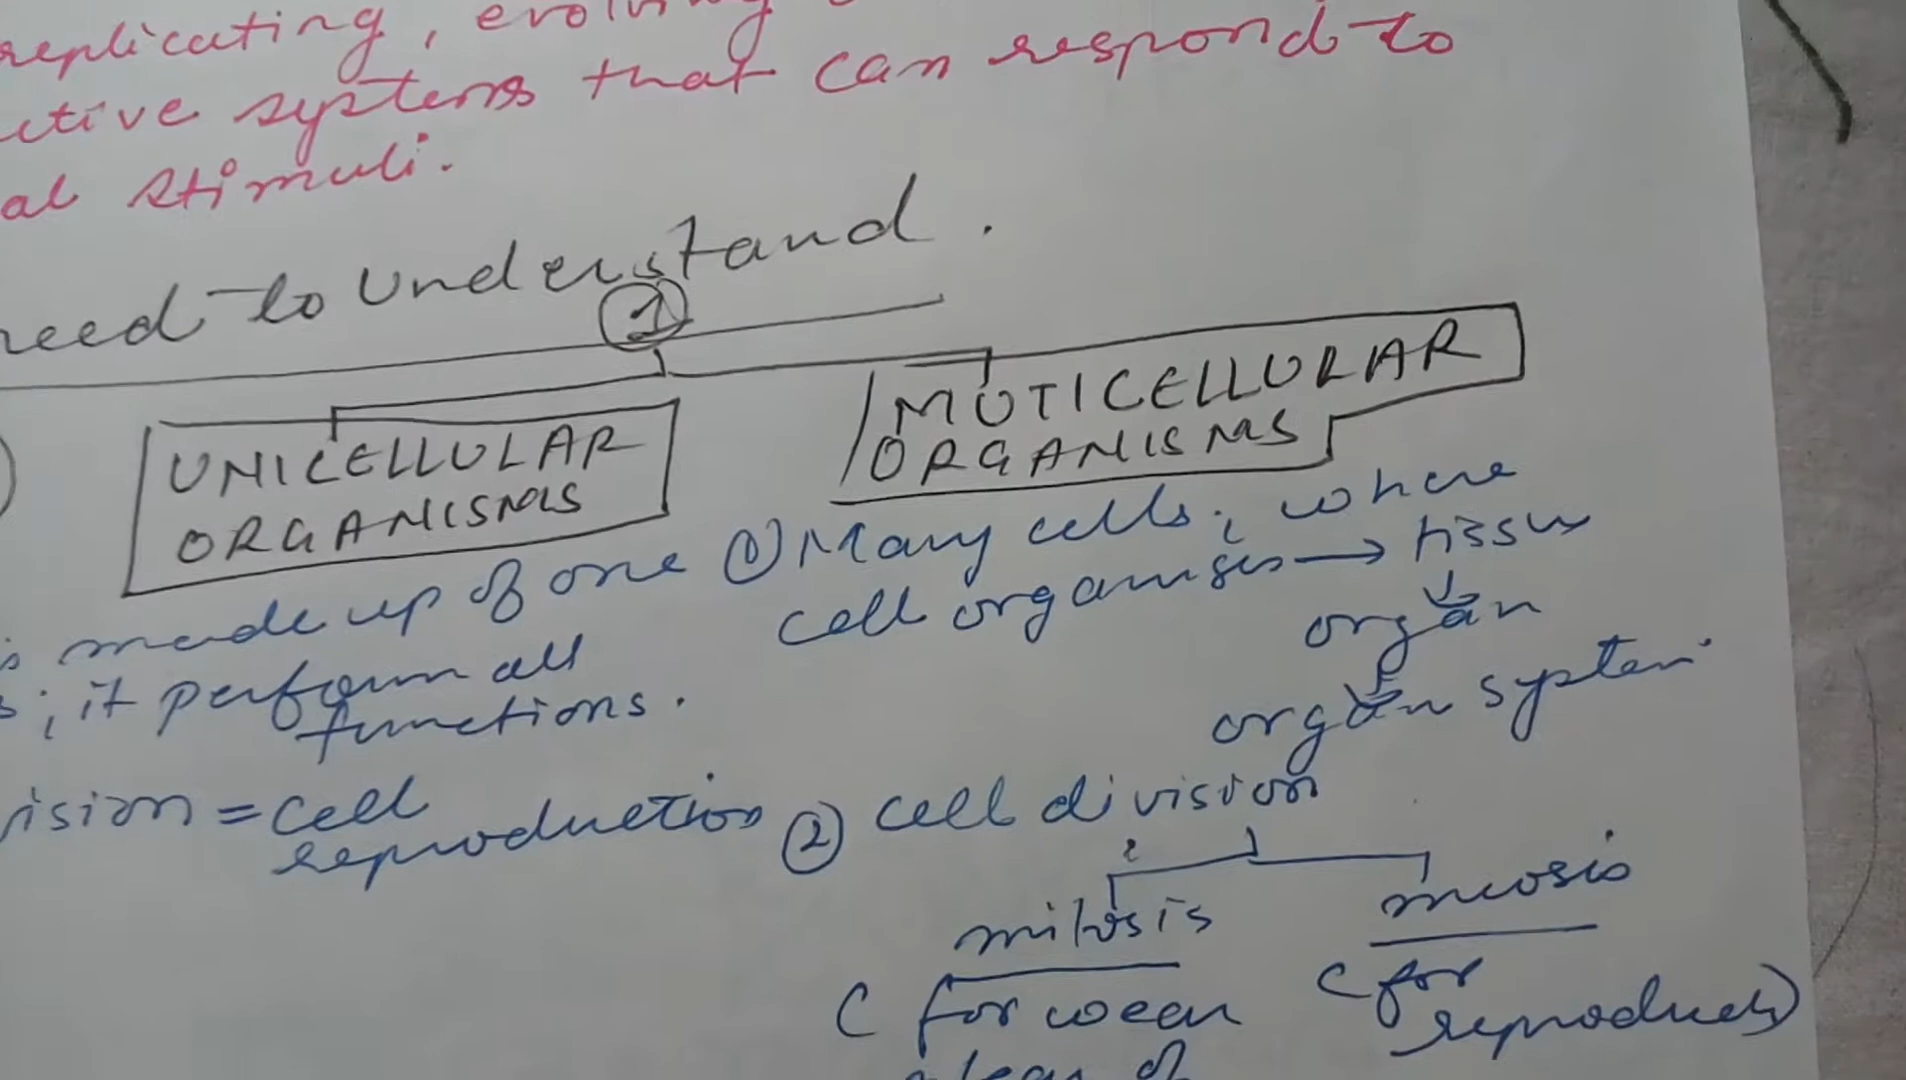 replicating, evolving
ctive systems that can respond to
al stimuli.
need to understand.
1
UNICELLULAR
ORGANISMS
MUTICELLULAR
ORGANISMS
made up of one
; it perform all
functions.
① Many cells, where
cell organises → tissue
organ
organ system
ision = cell
reproduction
② cell division
mitosis
meosis
(for wear
(for